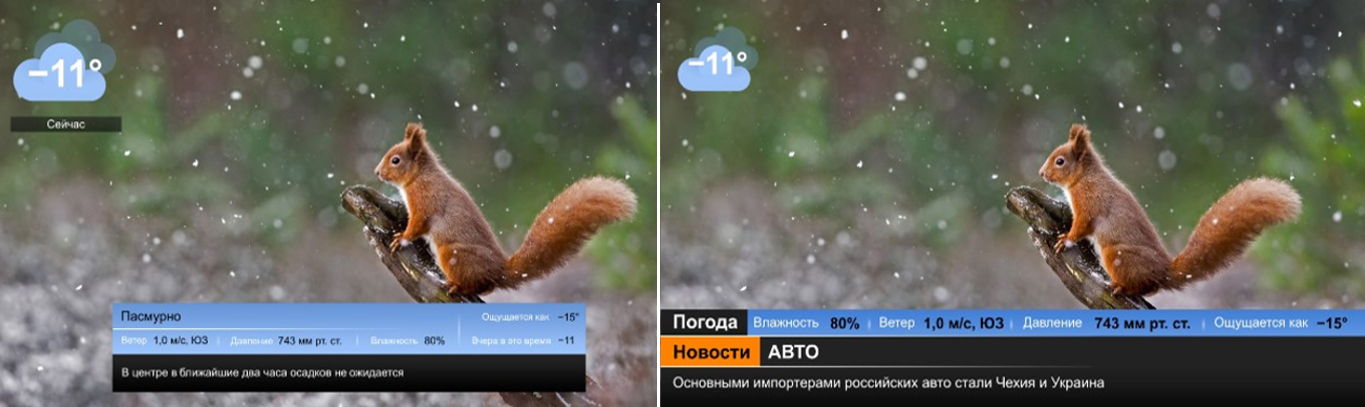 −11°
Сейчас
Пасмурно
Ощущается как −15°
Ветер 1,0 м/с, ЮЗ Давление 743 мм рт. ст. Влажность 80% Вчера в это время −11
В центре в ближайшие два часа осадков не ожидается
−11°
Погода Влажность 80% Ветер 1,0 м/с, ЮЗ Давление 743 мм рт. ст. Ощущается как −15°
Новости АВТО
Основными импортерами российских авто стали Чехия и Украина